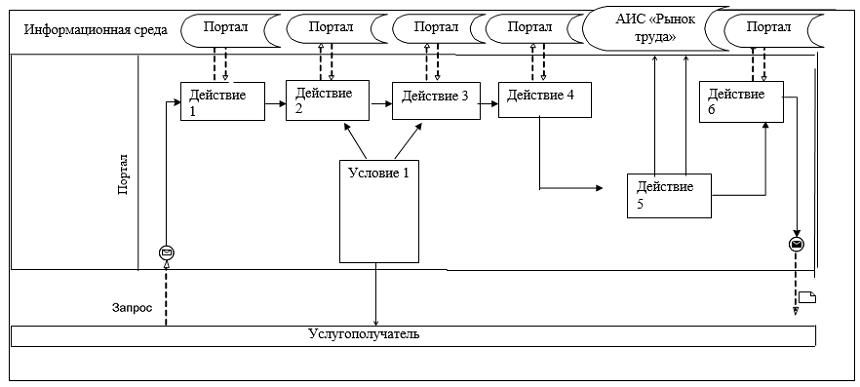 Информационная среда
Портал
Портал
Портал
Портал
АИС «Рынок
труда»
Портал
Портал
Действие
1
Действие
2
Действие 3
Действие 4
Действие
6
Условие 1
Действие
5
Запрос
Услугополучатель